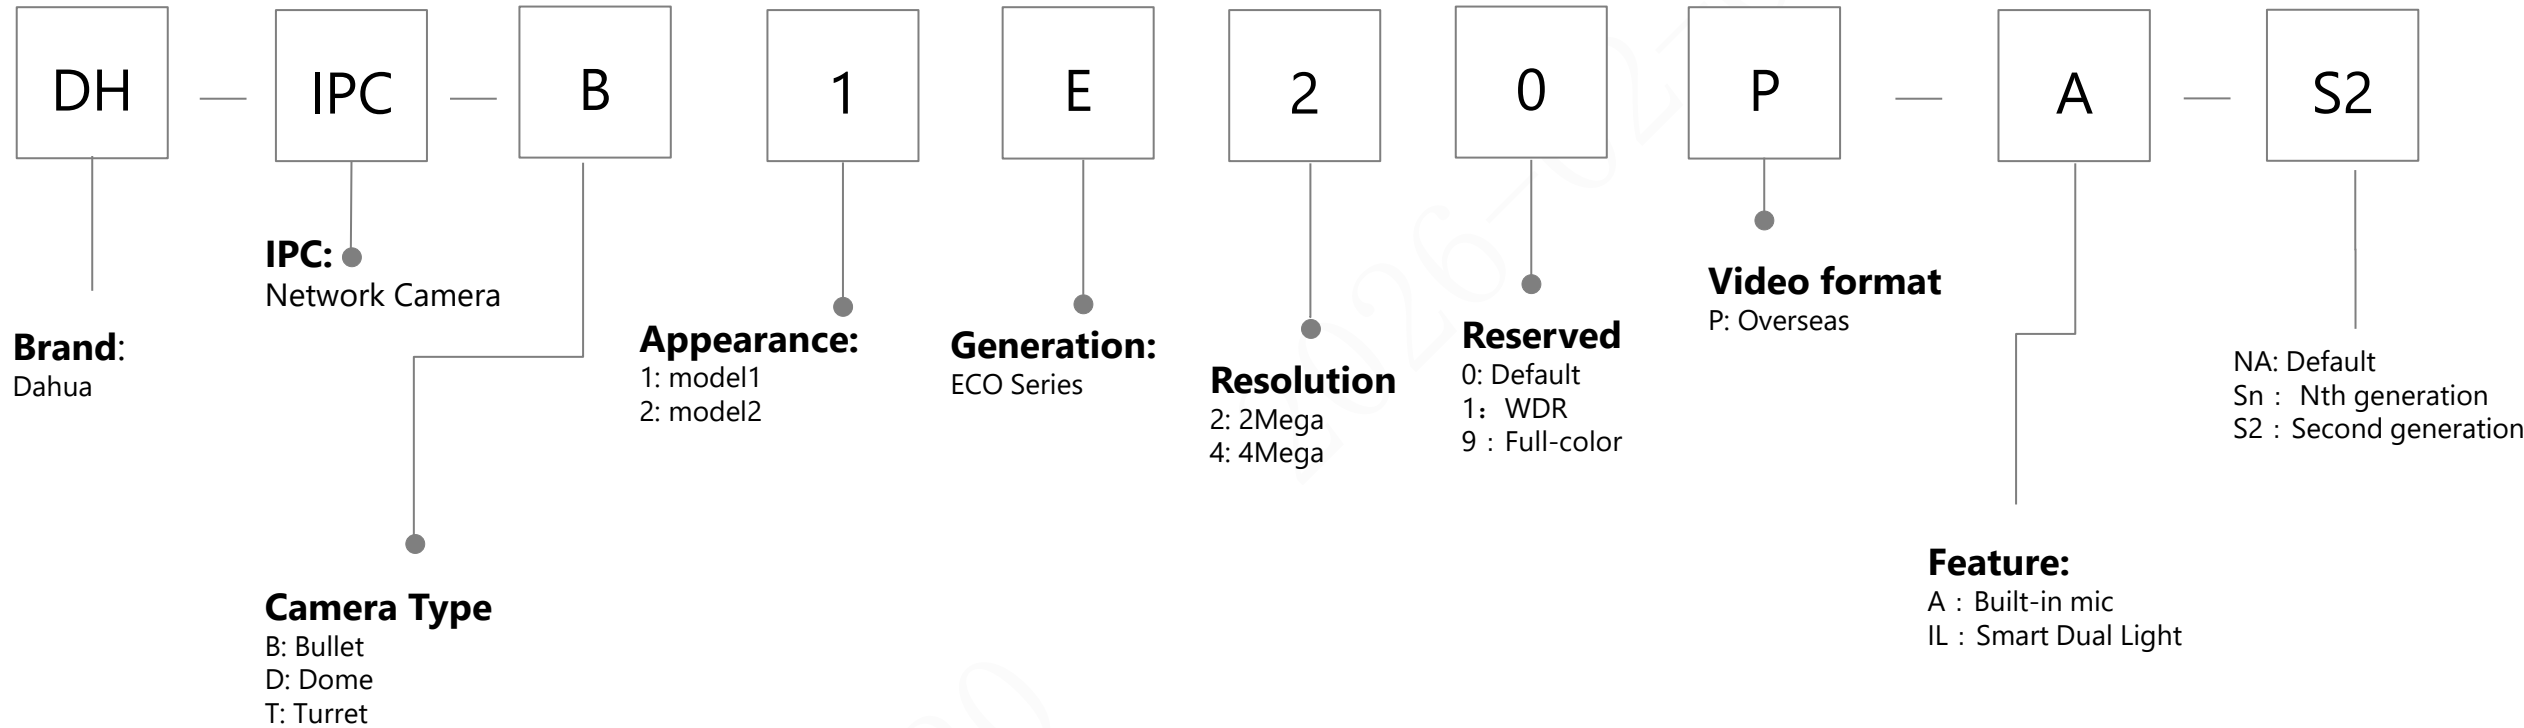 DH — IPC — B 1 E 2 0 P — A — S2
IPC:
Network Camera
Brand:
Dahua
Appearance:
1: model1
2: model2
Generation:
ECO Series
Resolution
2: 2Mega
4: 4Mega
Reserved
0: Default
1：WDR
9：Full-color
Video format
P: Overseas
NA: Default
Sn： Nth generation
S2：Second generation
Camera Type
B: Bullet
D: Dome
T: Turret
Feature:
A：Built-in mic
IL：Smart Dual Light